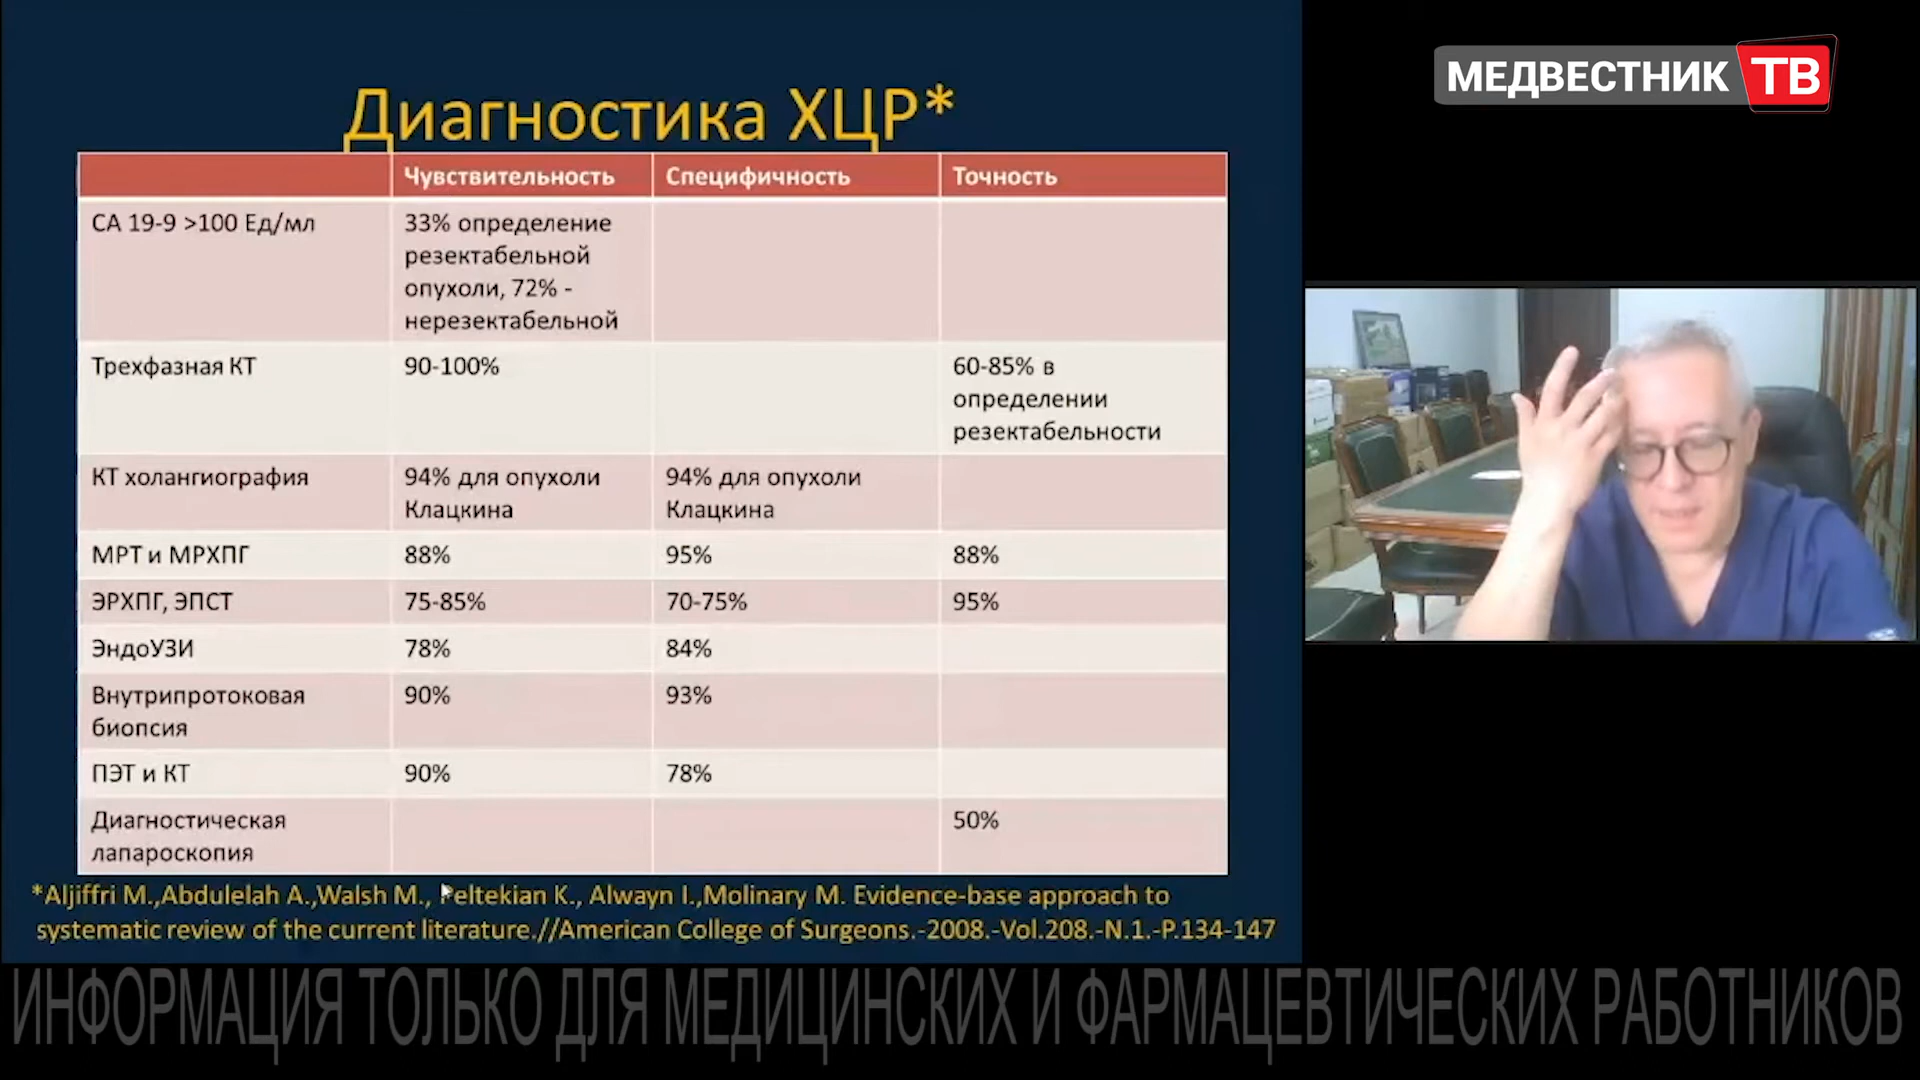 МЕДВЕСТНИК ТВ
Диагностика ХЦР*
Чувствительность Специфичность Точность
СА 19-9 >100 Ед/мл
33% определение
резектабельной
опухоли, 72% -
нерезектабельной
Трехфазная КТ
90-100%
60-85% в
определении
резектабельности
КТ холангиография
94% для опухоли
Клацкина
94% для опухоли
Клацкина
МРТ и МРХПГ 88% 95% 88%
ЭРХПГ, ЭПСТ 75-85% 70-75% 95%
ЭндоУЗИ 78% 84%
Внутрипротоковая
биопсия
90% 93%
ПЭТ и КТ 90% 78%
Диагностическая
лапароскопия
50%
*Aljiffri M.,Abdulelah A.,Walsh M., Peltekian K., Alwayn I.,Molinary M. Evidence-base approach to
systematic review of the current literature.//American College of Surgeons.-2008.-Vol.208.-N.1.-P.134-147
ИНФОРМАЦИЯ ТОЛЬКО ДЛЯ МЕДИЦИНСКИХ И ФАРМАЦЕВТИЧЕСКИХ РАБОТНИКОВ